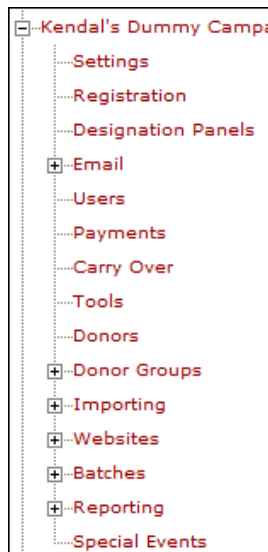 Kendal's Dummy Campa
Settings
Registration
Designation Panels
Email
Users
Payments
Carry Over
Tools
Donors
Donor Groups
Importing
Websites
Batches
Reporting
Special Events